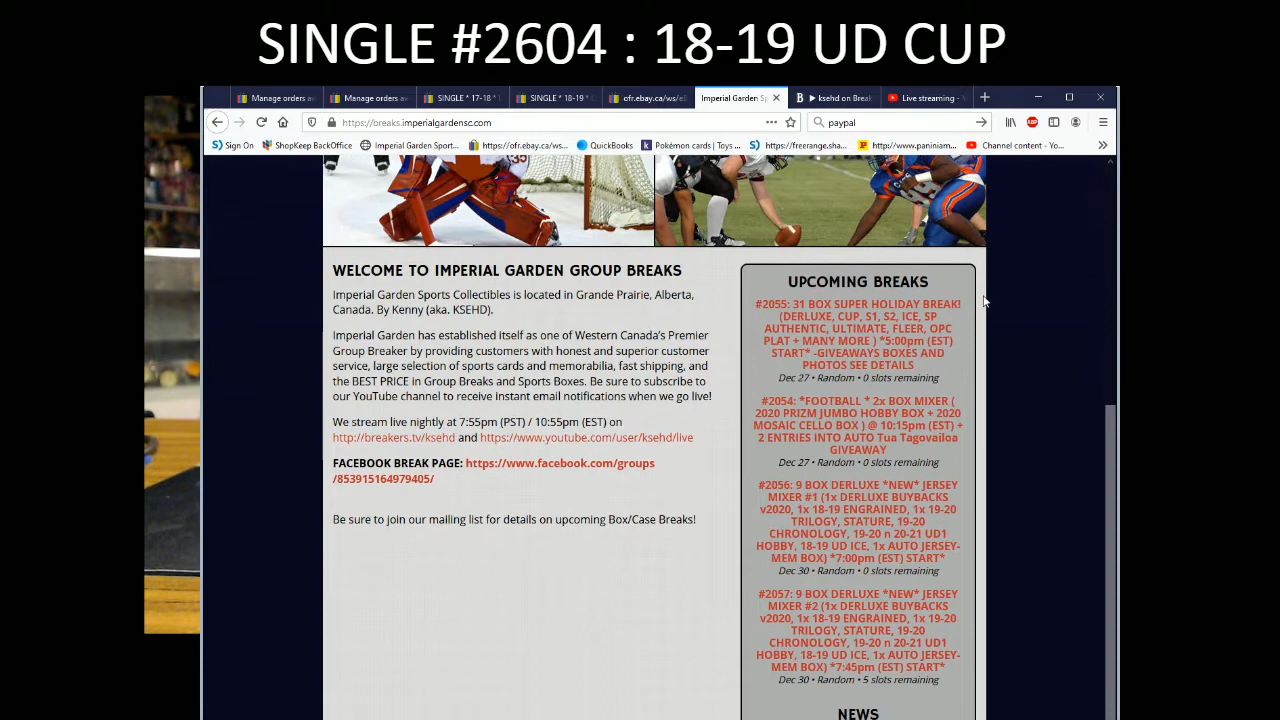 SINGLE #2604 : 18-19 UD CUP
Manage orders
Manage orders
SINGLE * 17-18 *
SINGLE * 18-19 *
ofr.ebay.ca/ws/e
Imperial Garden Sp
ksehd on Break
Live streaming -
https://breaks.imperialgardensc.com
paypal
Sign On
ShopKeep BackOffice
Imperial Garden Sport...
https://ofr.ebay.ca/ws...
QuickBooks
Pokémon cards | Toys ...
https://freerange.sha...
http://www.paniniam...
Channel content - Yo...
WELCOME TO IMPERIAL GARDEN GROUP BREAKS
Imperial Garden Sports Collectibles is located in Grande Prairie, Alberta,
Canada. By Kenny (aka. KSEHD).
Imperial Garden has established itself as one of Western Canada's Premier
Group Breaker by providing customers with honest and superior customer
service, large selection of sports cards and memorabilia, fast shipping, and
the BEST PRICE in Group Breaks and Sports Boxes. Be sure to subscribe to
our YouTube channel to receive instant email notifications when we go live!
We stream live nightly at 7:55pm (PST) / 10:55pm (EST) on
http://breakers.tv/ksehd and https://www.youtube.com/user/ksehd/live
FACEBOOK BREAK PAGE: https://www.facebook.com/groups
/853915164979405/
Be sure to join our mailing list for details on upcoming Box/Case Breaks!
UPCOMING BREAKS
#2055: 31 BOX SUPER HOLIDAY BREAK!
(DERLUXE, CUP, S1, S2, ICE, SP
AUTHENTIC, ULTIMATE, FLEER, OPC
PLAT + MANY MORE ) *5:00pm (EST)
START* -GIVEAWAYS BOXES AND
PHOTOS SEE DETAILS
Dec 27 • Random • 0 slots remaining
#2054: *FOOTBALL * 2x BOX MIXER (
2020 PRIZM JUMBO HOBBY BOX + 2020
MOSAIC CELLO BOX ) @ 10:15pm (EST) +
2 ENTRIES INTO AUTO Tua Tagovailoa
GIVEAWAY
Dec 27 • Random • 0 slots remaining
#2056: 9 BOX DERLUXE *NEW* JERSEY
MIXER #1 (1x DERLUXE BUYBACKS
v2020, 1x 18-19 ENGRAINED, 1x 19-20
TRILOGY, STATURE, 19-20
CHRONOLOGY, 19-20 n 20-21 UD1
HOBBY, 18-19 UD ICE, 1x AUTO JERSEY-
MEM BOX) *7:00pm (EST) START*
Dec 30 • Random • 0 slots remaining
#2057: 9 BOX DERLUXE *NEW* JERSEY
MIXER #2 (1x DERLUXE BUYBACKS
v2020, 1x 18-19 ENGRAINED, 1x 19-20
TRILOGY, STATURE, 19-20
CHRONOLOGY, 19-20 n 20-21 UD1
HOBBY, 18-19 UD ICE, 1x AUTO JERSEY-
MEM BOX) *7:45pm (EST) START*
Dec 30 • Random • 5 slots remaining
NEWS